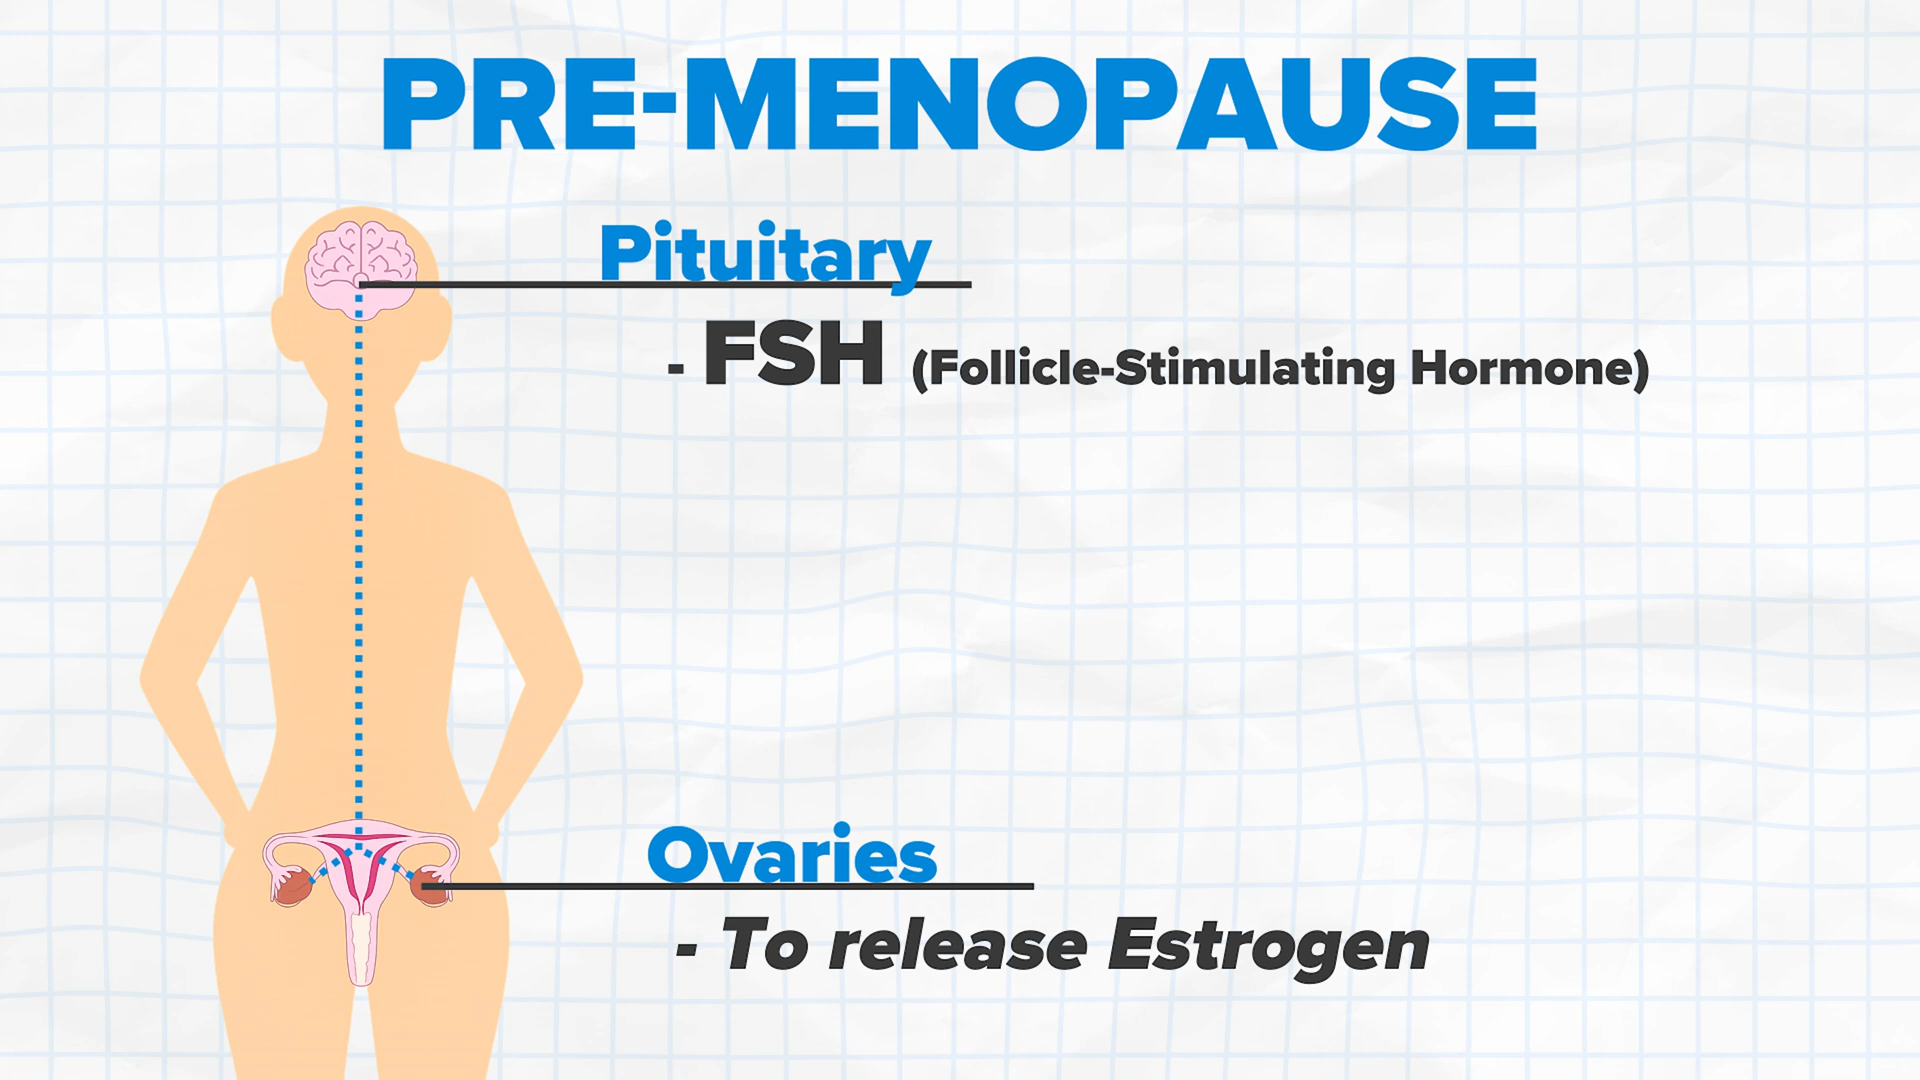 PRE-MENOPAUSE
Pituitary
- FSH (Follicle-Stimulating Hormone)
Ovaries
- To release Estrogen